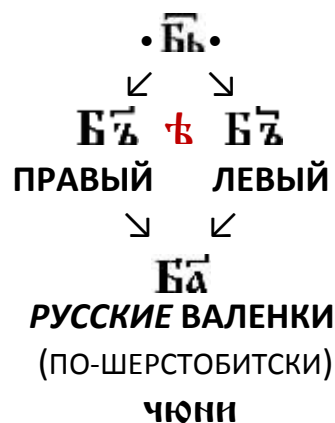 • Бь •
Бъ ѣ Бъ
ПРАВЫЙ ЛЕВЫЙ
Ба
РУССКИЕ ВАЛЕНКИ
(ПО-ШЕРСТОБИТСКИ)
чюни